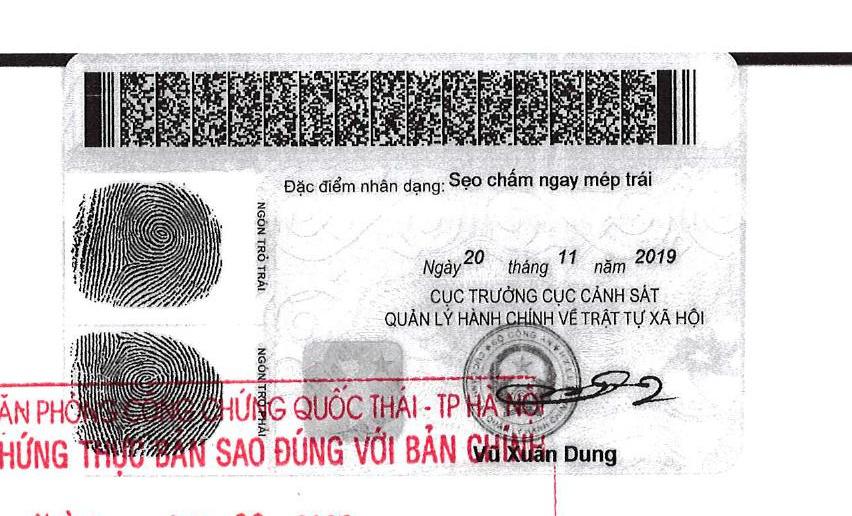 Đặc điểm nhân dạng: Sẹo chấm ngay mép trái
NGÓN TRỎ TRÁI
Ngày 20 tháng 11 năm 2019
CỤC TRƯỞNG CỤC CẢNH SÁT
QUẢN LÝ HÀNH CHÍNH VỀ TRẬT TỰ XÃ HỘI
NGÓN TRỎ PHẢI
ĂN PHÒNG CÔNG CHỨNG QUỐC THÁI - TP HÀ NỘI
HỨNG THỰC BẢN SAO ĐÚNG VỚI BẢN CHÍNH
Vũ Xuân Dung